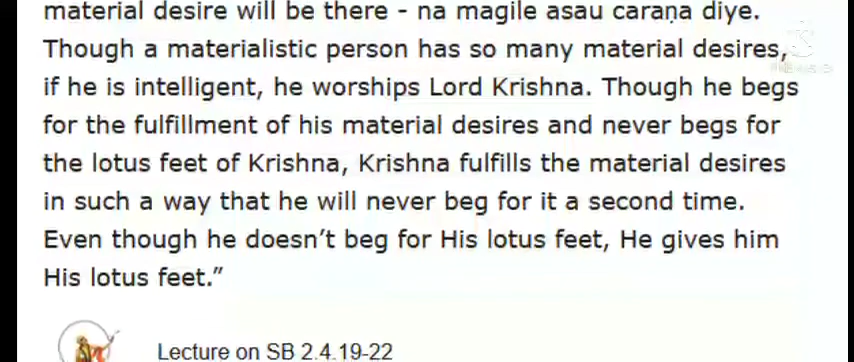 material desire will be there - na magile asau caraṇa diye.
Though a materialistic person has so many material desires,
if he is intelligent, he worships Lord Krishna. Though he begs
for the fulfillment of his material desires and never begs for
the lotus feet of Krishna, Krishna fulfills the material desires
in such a way that he will never beg for it a second time.
Even though he doesn’t beg for His lotus feet, He gives him
His lotus feet.”
Lecture on SB 2.4.19-22